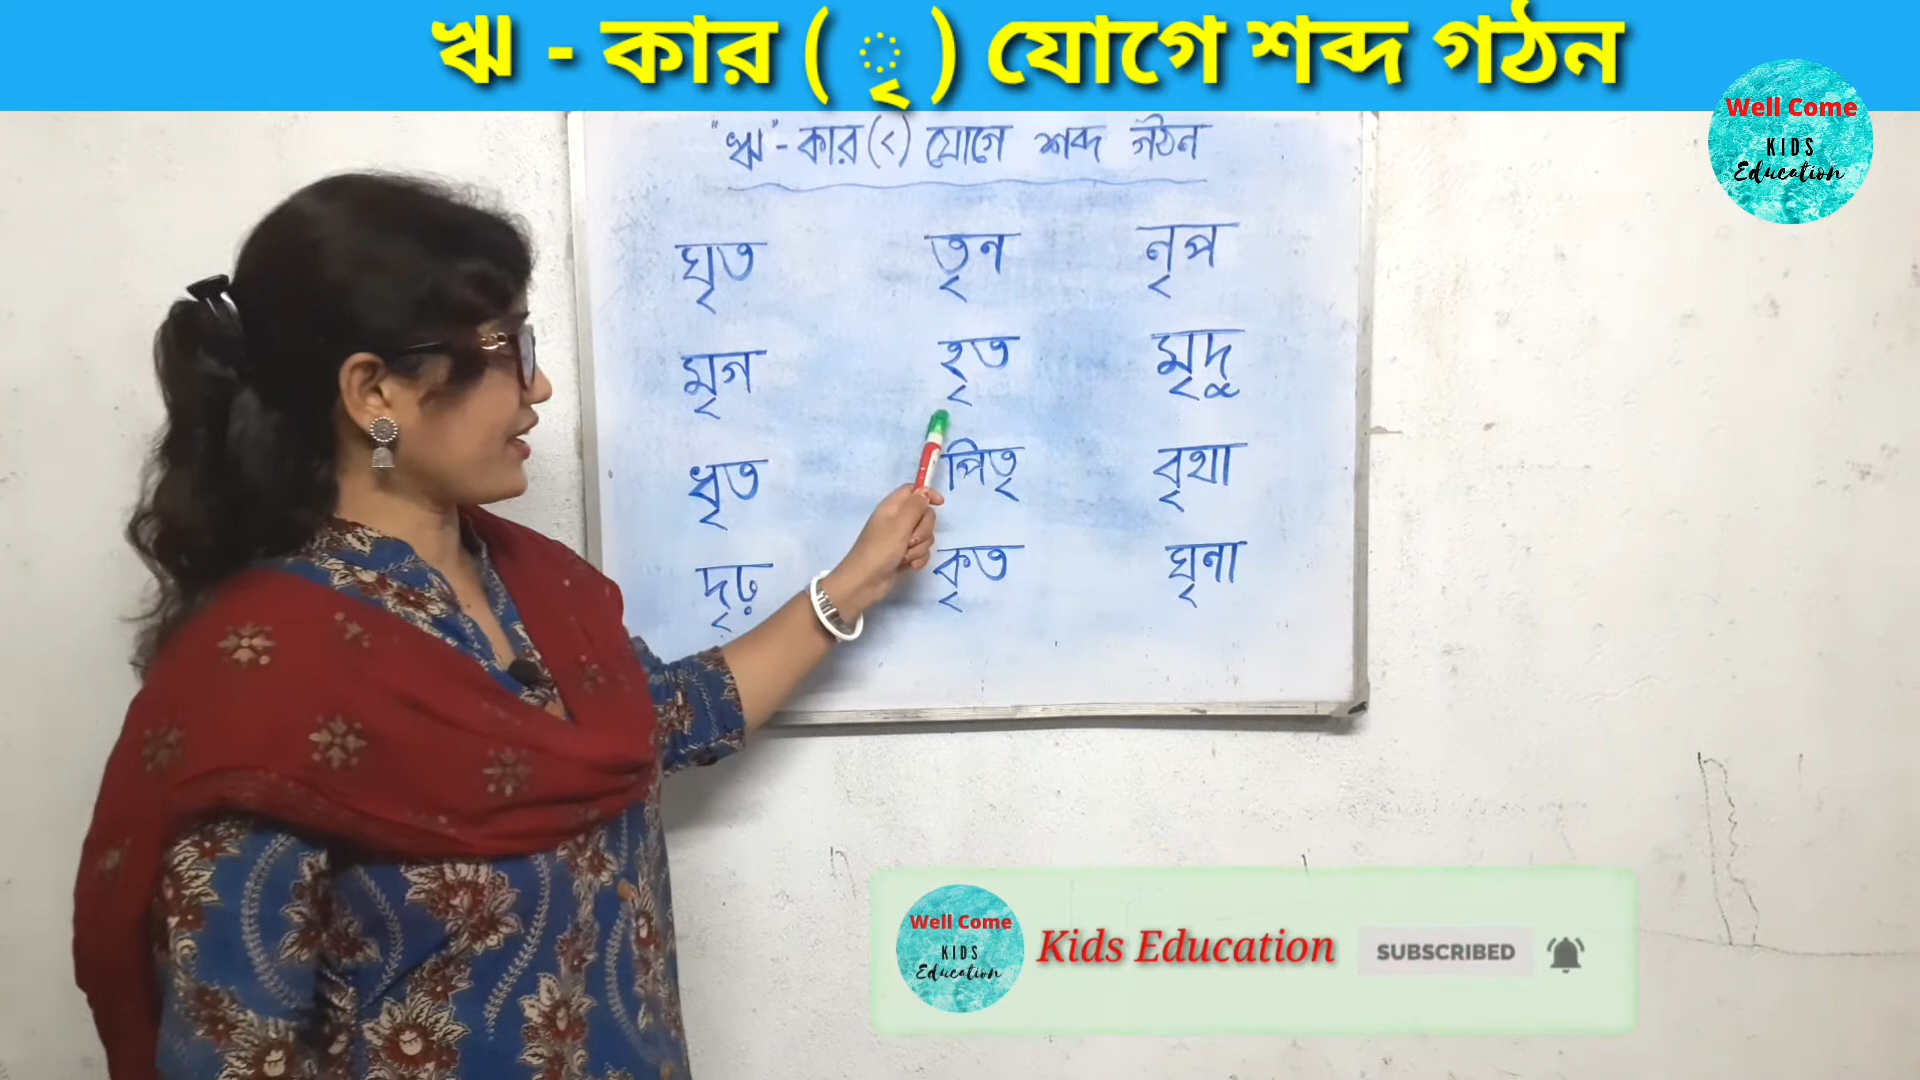 ঋ - কার ( ৃ ) যোগে শব্দ গঠন
Well Come
KIDS
Education
"ঋ"-কার (ৃ) যোগে শব্দ গঠন
ঘৃত তৃন নৃপ
মৃগ হৃত মৃদু
ধৃত পিতৃ বৃথা
দৃঢ় কৃত ঘৃনা
Well Come
KIDS
Education
Kids Education SUBSCRIBED